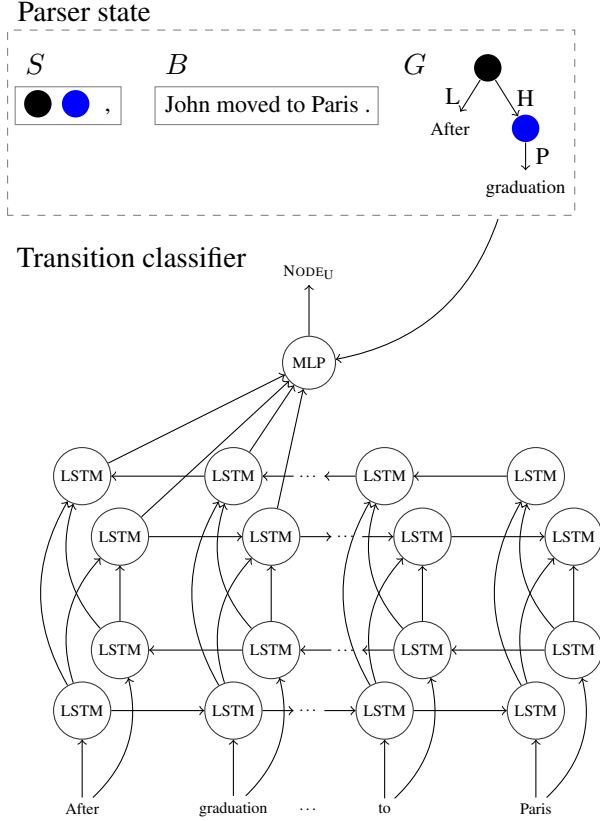 Parser state
S B G
, John moved to Paris .
L H
After
P
graduation
Transition classifier
NODEU
MLP
LSTM LSTM ... LSTM LSTM
LSTM LSTM ... LSTM LSTM
LSTM LSTM ... LSTM LSTM
LSTM LSTM ... LSTM LSTM
After graduation ... to Paris